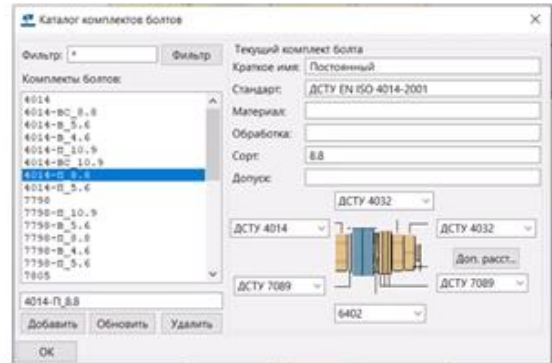 Каталог комплектов болтов
Фильтр: *
Фильтр
Комплекты болтов:
4014
4014-ВС_8.8
4014-В_5.6
4014-В_4.6
4014-П_10.9
4014-ВС_10.9
4014-П_8.8
4014-П_5.6
7798
7798-П_10.9
7798-В_5.6
7798-П_8.8
7798-В_4.6
7798-П_5.6
7805
4014-П_8.8
Добавить Обновить Удалить
OK
Текущий комплект болта
Краткое имя: Постоянный
Стандарт: ДСТУ EN ISO 4014-2001
Материал:
Обработка:
Сорт: 8.8
Допуск:
ДСТУ 4032
ДСТУ 4014
ДСТУ 4032
Доп. расст...
ДСТУ 7089
ДСТУ 7089
6402